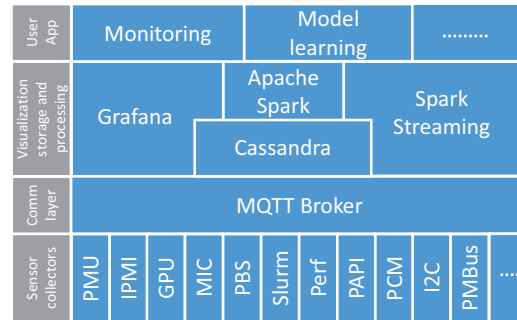 User
App
Monitoring
Model
learning
.........
Visualization
storage and
processing
Grafana
Apache
Spark
Cassandra
Spark
Streaming
Comm
layer
MQTT Broker
Sensor
collectors
PMU
IPMI
GPU
MIC
PBS
Slurm
Perf
PAPI
PCM
I2C
PMBus
....